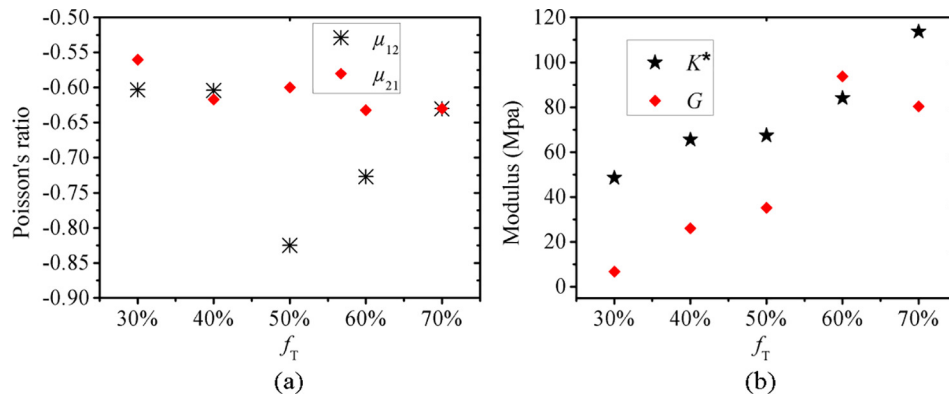 -0.50
-0.55
-0.60
-0.65
-0.70
-0.75
-0.80
-0.85
-0.90
Poisson's ratio
μ12
μ21
30% 40% 50% 60% 70%
fT
(a)
120
100
80
60
40
20
0
Modulus (Mpa)
K*
G
30% 40% 50% 60% 70%
fT
(b)